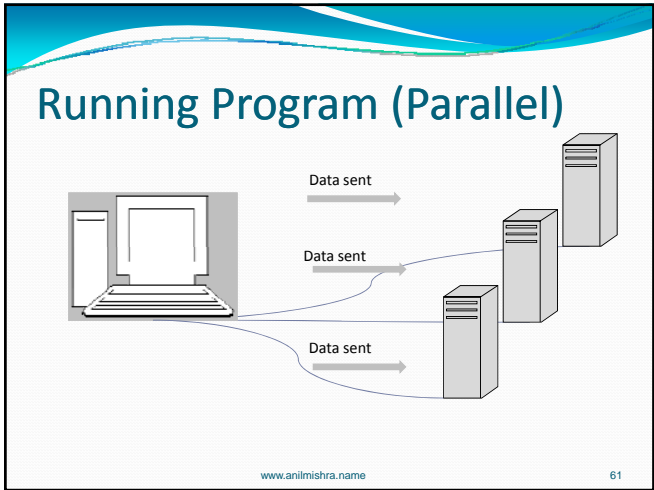 Running Program (Parallel)
Data sent
Data sent
Data sent
www.anilmishra.name
61